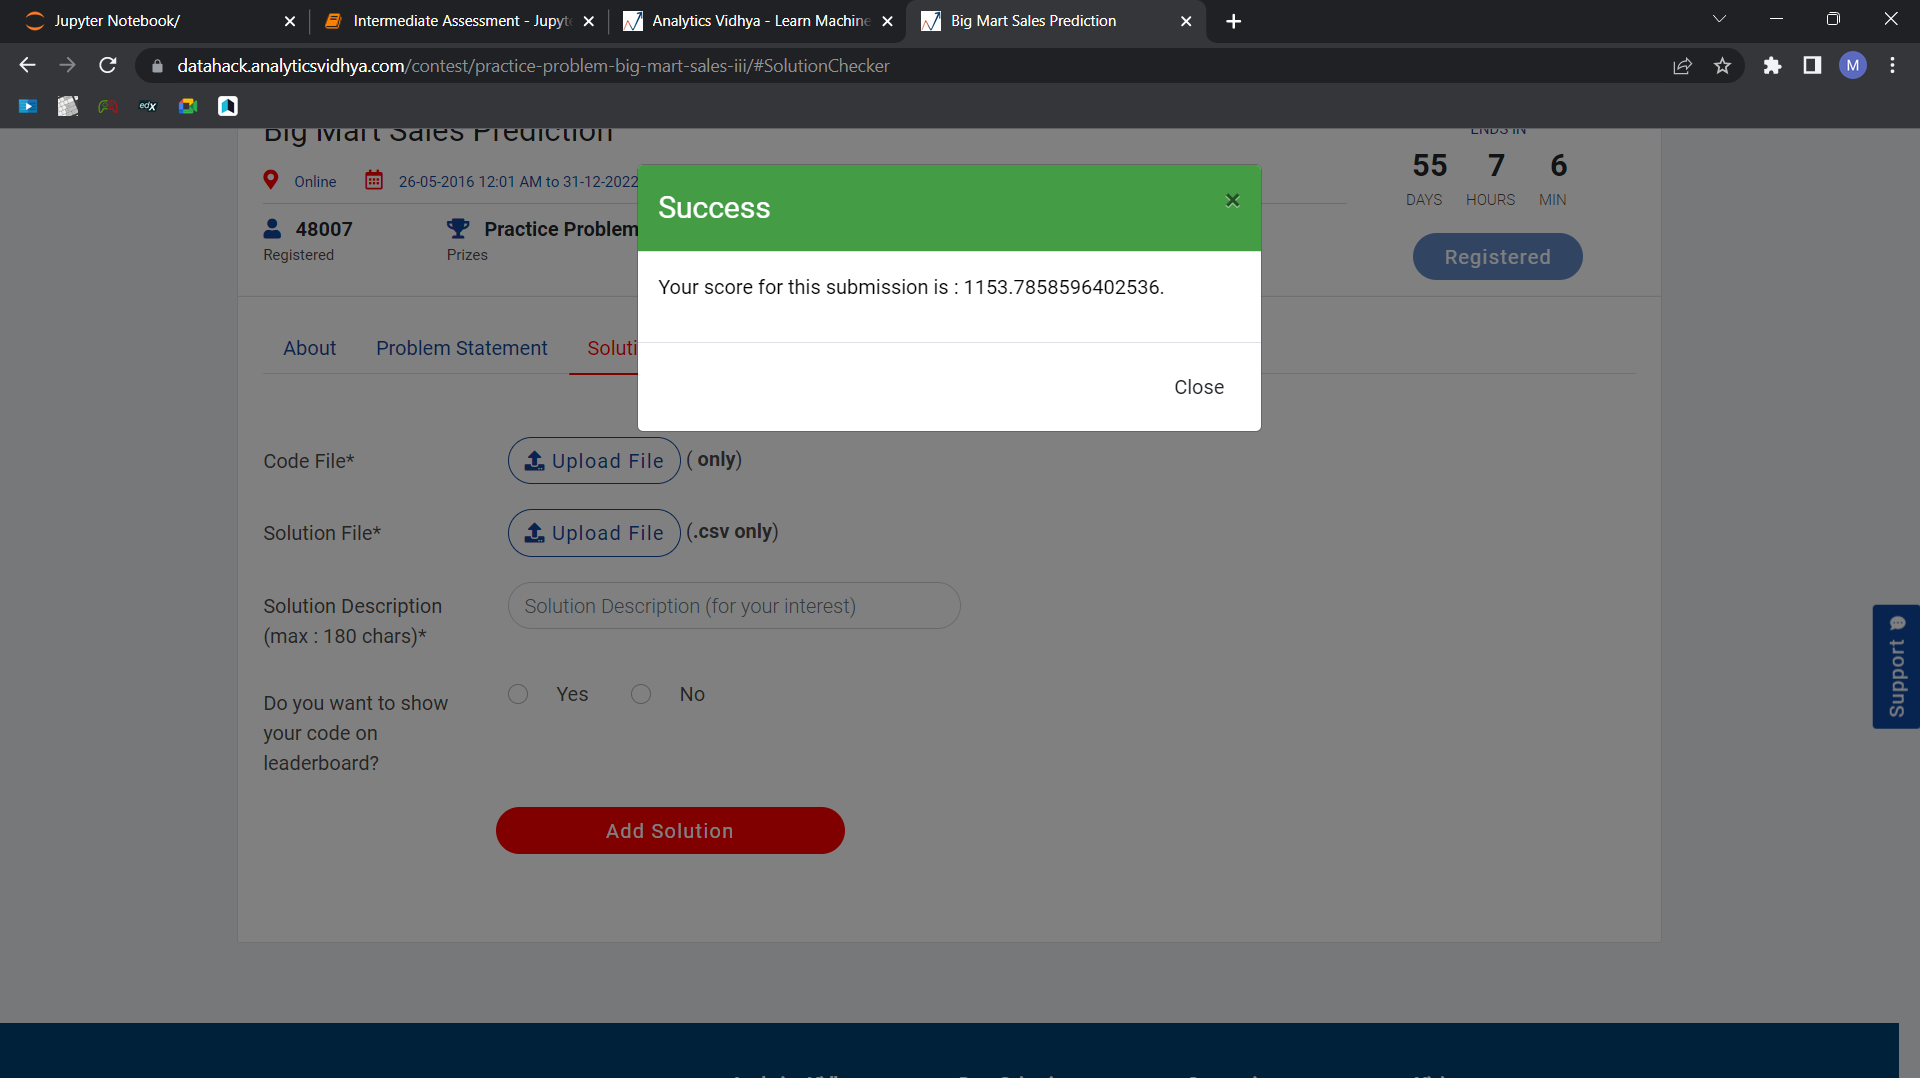 Jupyter Notebook/
Intermediate Assessment - Jupyt
Analytics Vidhya - Learn Machine
Big Mart Sales Prediction
datahack.analyticsvidhya.com/contest/practice-problem-big-mart-sales-iii/#SolutionChecker
M
edX
Big Mart Sales Prediction
ENDS IN
55 7 6
DAYS HOURS MIN
Online
26-05-2016 12:01 AM to 31-12-2022
48007
Registered
Practice Problem
Prizes
Registered
Success
×
Your score for this submission is : 1153.7858596402536.
Close
About
Problem Statement
Soluti
Code File*
Upload File ( only)
Solution File*
Upload File (.csv only)
Solution Description
(max : 180 chars)*
Solution Description (for your interest)
Do you want to show
your code on
leaderboard?
Yes
No
Add Solution
Support